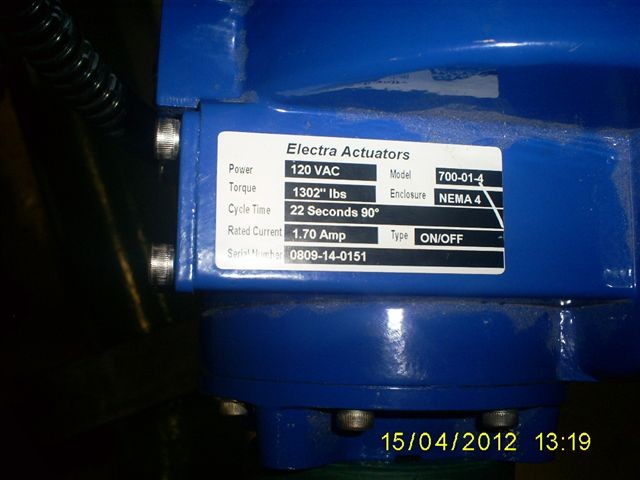 Electra Actuators
Power 120 VAC Model 700-01-4
Torque 1302" lbs Enclosure NEMA 4
Cycle Time 22 Seconds 90°
Rated Current 1.70 Amp Type ON/OFF
Serial Number 0809-14-0151
15/04/2012 13:19